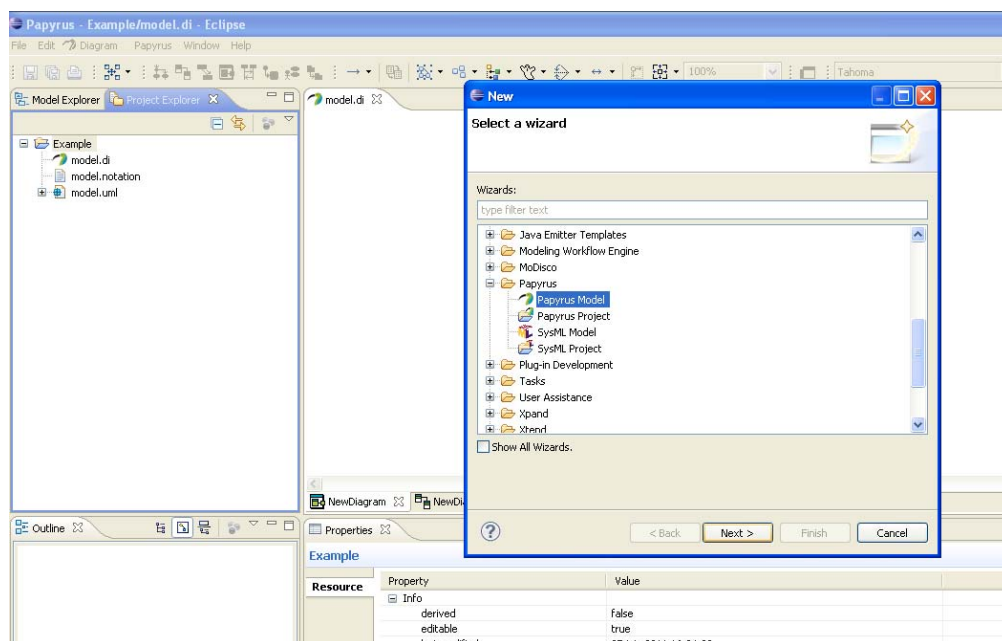 Papyrus - Example/model.di - Eclipse
File Edit Diagram Papyrus Window Help
100%
Tahoma
Model Explorer
Project Explorer
Example
model.di
model.notation
model.uml
model.di
New
Select a wizard
Wizards:
type filter text
Java Emitter Templates
Modeling Workflow Engine
MoDisco
Papyrus
Papyrus Model
Papyrus Project
SysML Model
SysML Project
Plug-in Development
Tasks
User Assistance
Xpand
Xtend
Show All Wizards.
< Back
Next >
Finish
Cancel
NewDiagram
NewDi
Outline
Properties
Example
Resource
Property Value
Info
derived false
editable true